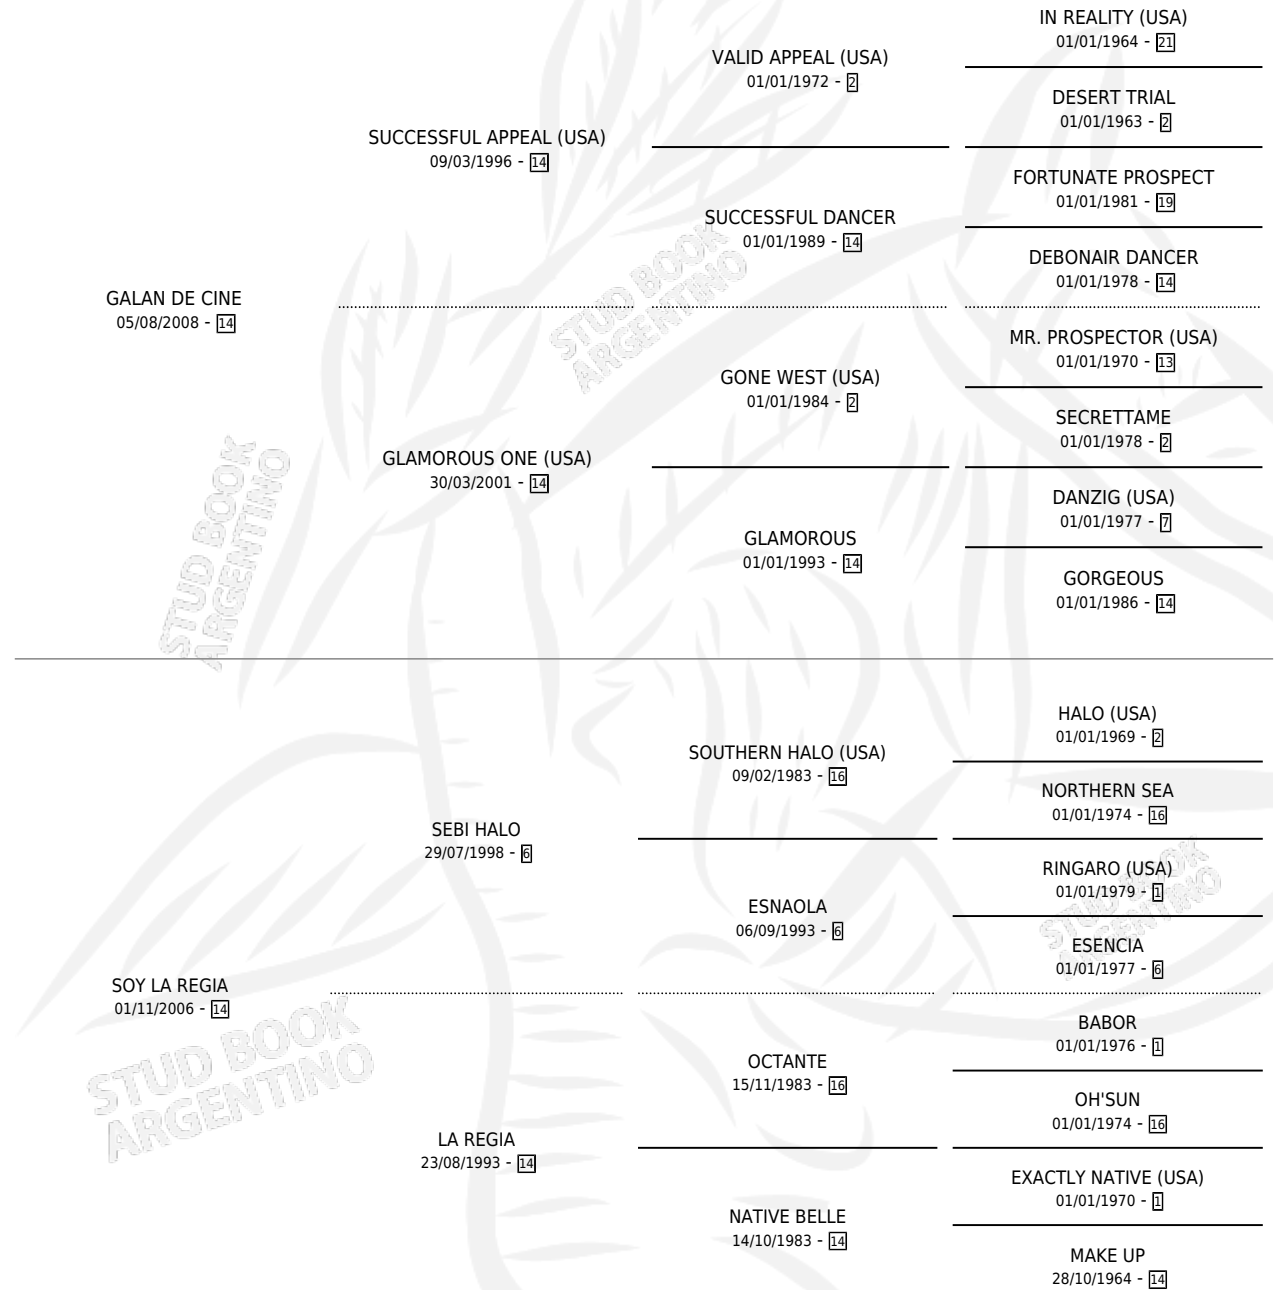 IN REALITY (USA)
01/01/1964 - 21
VALID APPEAL (USA)
01/01/1972 - 2
DESERT TRIAL
01/01/1963 - 2
SUCCESSFUL APPEAL (USA)
09/03/1996 - 14
FORTUNATE PROSPECT
01/01/1981 - 19
SUCCESSFUL DANCER
01/01/1989 - 14
DEBONAIR DANCER
01/01/1978 - 14
GALAN DE CINE
05/08/2008 - 14
MR. PROSPECTOR (USA)
01/01/1970 - 13
GONE WEST (USA)
01/01/1984 - 2
SECRETTAME
01/01/1978 - 2
GLAMOROUS ONE (USA)
30/03/2001 - 14
DANZIG (USA)
01/01/1977 - 7
GLAMOROUS
01/01/1993 - 14
GORGEOUS
01/01/1986 - 14
HALO (USA)
01/01/1969 - 2
SOUTHERN HALO (USA)
09/02/1983 - 16
NORTHERN SEA
01/01/1974 - 16
SEBI HALO
29/07/1998 - 6
RINGARO (USA)
01/01/1979 - 1
ESNAOLA
06/09/1993 - 6
ESENCIA
01/01/1977 - 6
SOY LA REGIA
01/11/2006 - 14
BABOR
01/01/1976 - 1
OCTANTE
15/11/1983 - 16
OH'SUN
01/01/1974 - 16
LA REGIA
23/08/1993 - 14
EXACTLY NATIVE (USA)
01/01/1970 - 1
NATIVE BELLE
14/10/1983 - 14
MAKE UP
28/10/1964 - 14
STUD BOOK
ARGENTINO
STUD BOOK
ARGENTINO
STUD BOOK
ARGENTINO
STUD BOOK
ARGENTINO